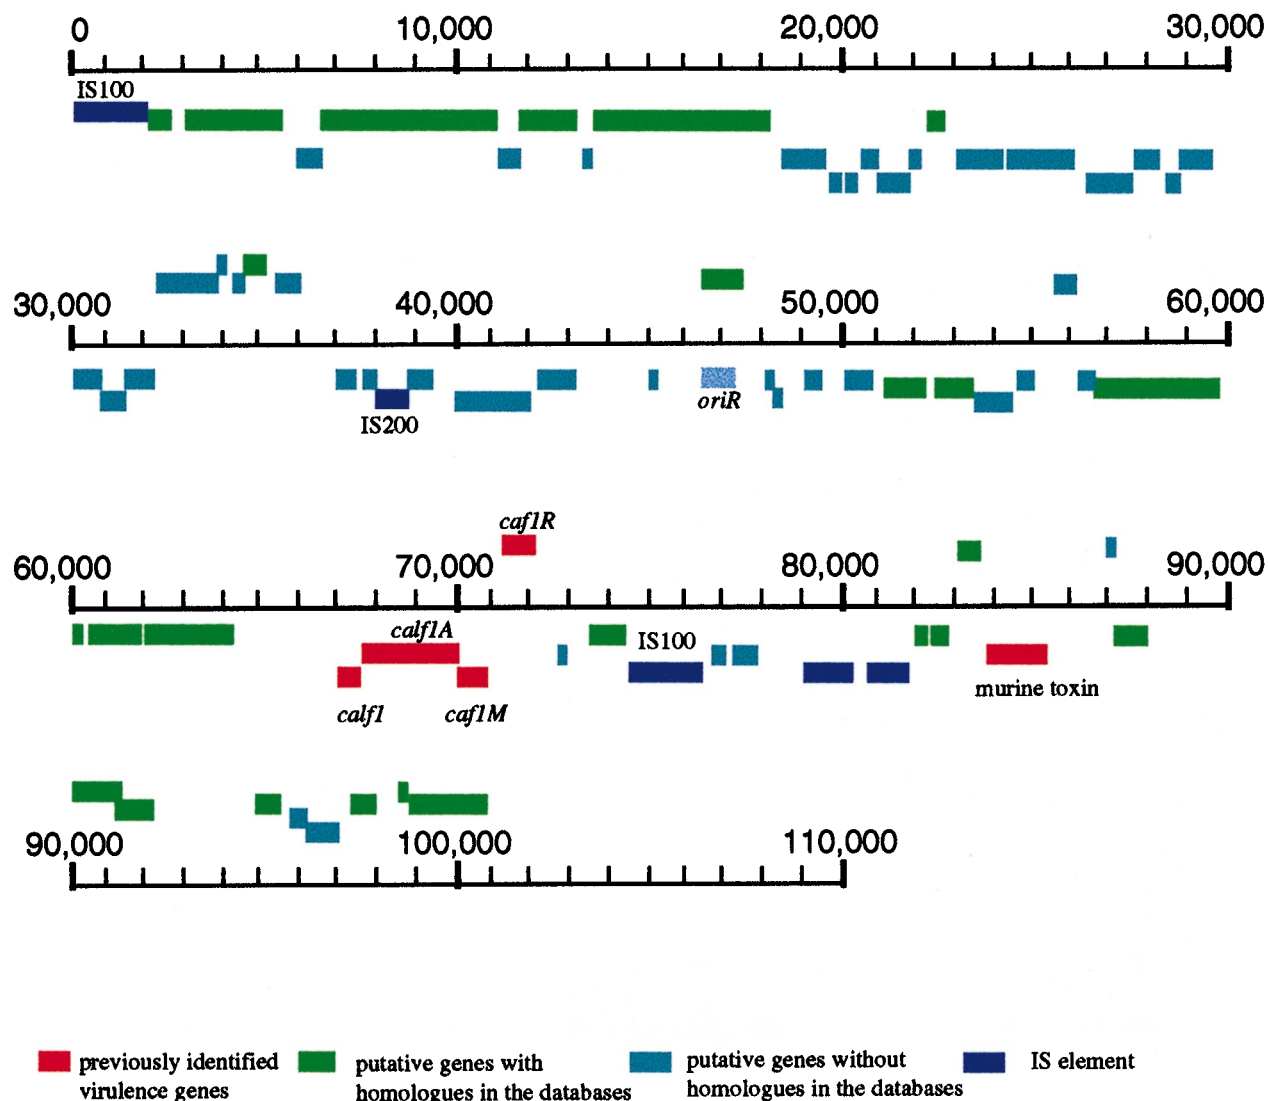 0 10,000 20,000 30,000
IS100
30,000 40,000 50,000 60,000
oriR
IS200
caf1R
60,000 70,000 80,000 90,000
calf1A
IS100
murine toxin
calf1 caf1M
90,000 100,000 110,000
previously identified
virulence genes
putative genes with
homologues in the databases
putative genes without
homologues in the databases
IS element